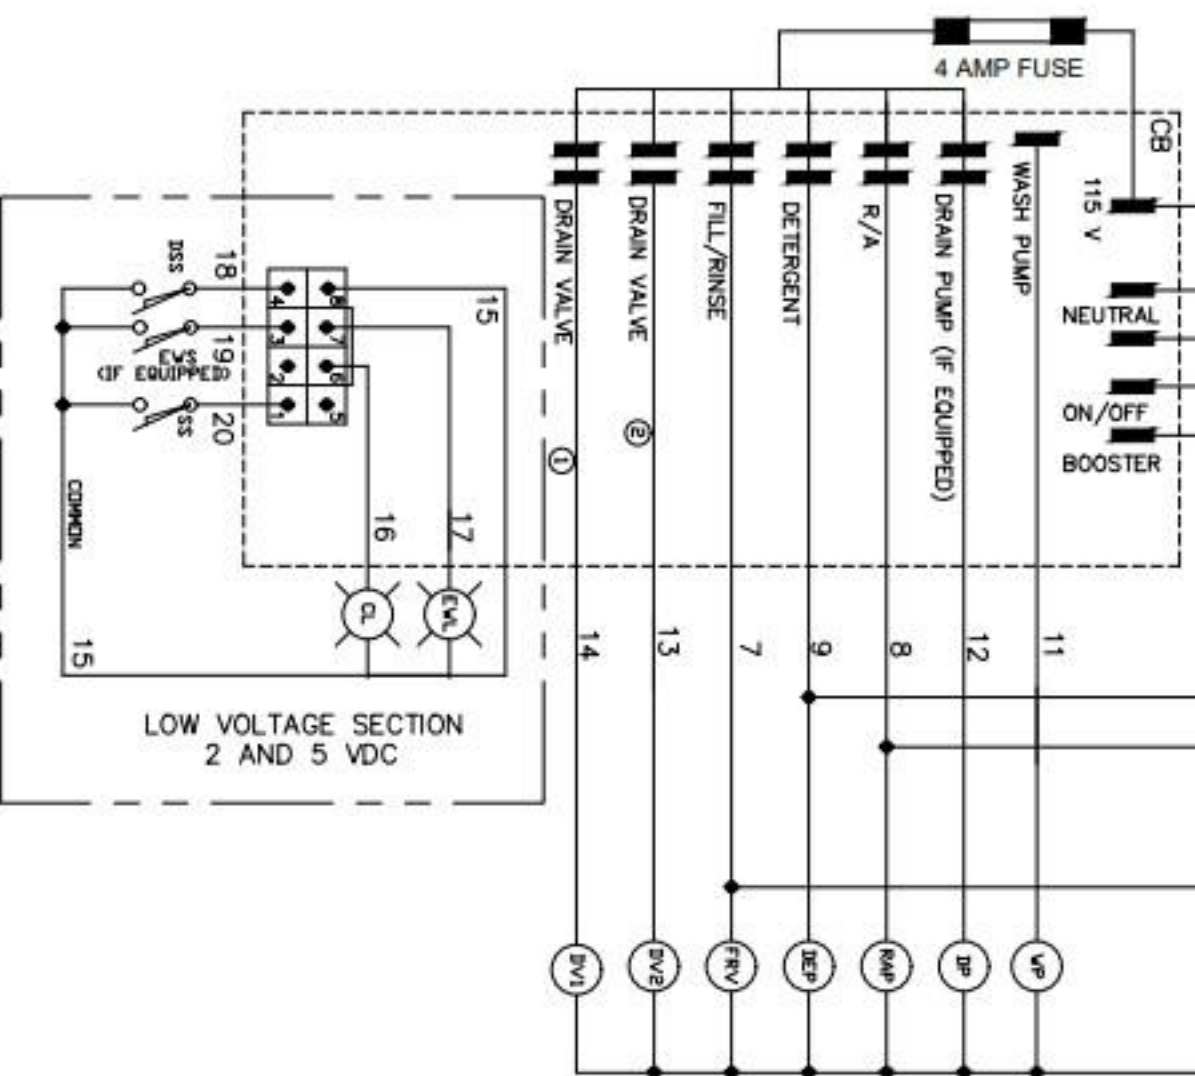 4 AMP FUSE
CB
115 V
NEUTRAL
ON/OFF
BOOSTER
WASH PUMP
DRAIN PUMP (IF EQUIPPED)
R/A
DETERGENT
FILL/RINSE
DRAIN VALVE
2
DRAIN VALVE
1
DSS
18
4
8
15
EWS
(IF EQUIPPED)
19
3
7
2
6
SS
20
1
5
COMMON
16
17
CL
EWL
15
LOW VOLTAGE SECTION
2 AND 5 VDC
14
13
7
9
8
12
11
DV1
DV2
FRV
DEP
RAP
DP
WP